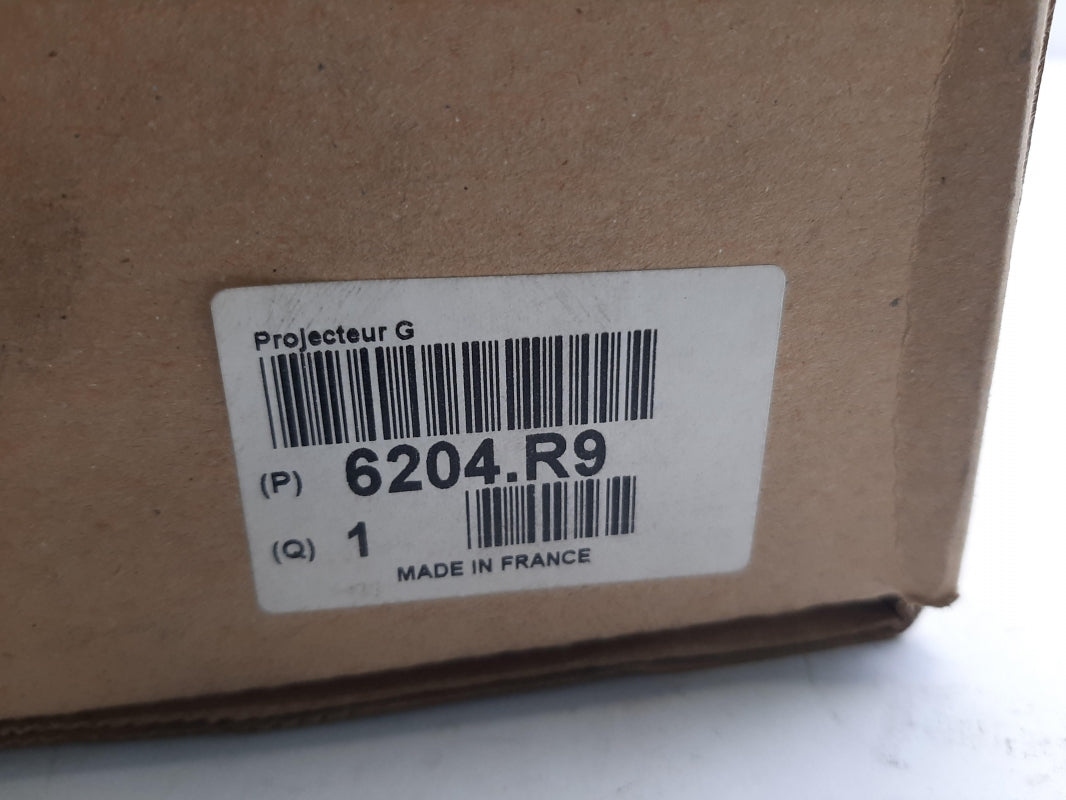 Projecteur G
(P) 6204.R9
(Q) 1
MADE IN FRANCE